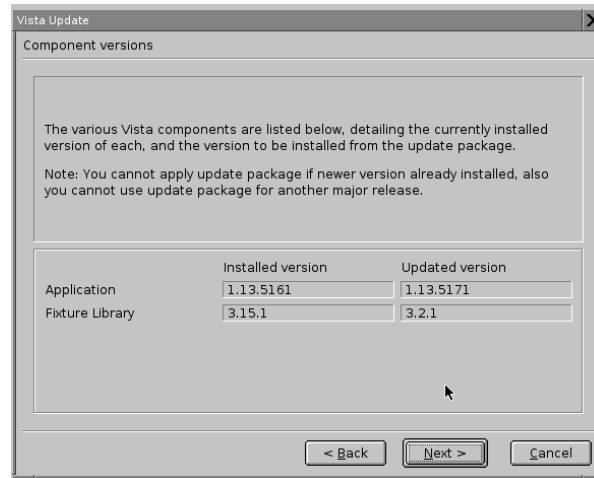 Vista Update
Component versions
The various Vista components are listed below, detailing the currently installed
version of each, and the version to be installed from the update package.
Note: You cannot apply update package if newer version already installed, also
you cannot use update package for another major release.
Installed version Updated version
Application 1.13.5161 1.13.5171
Fixture Library 3.15.1 3.2.1
< Back Next > Cancel